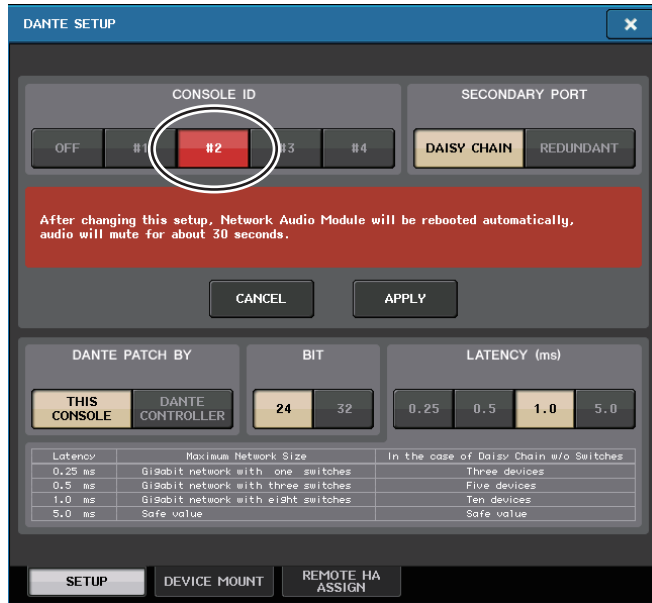 DANTE SETUP
×
CONSOLE ID
SECONDARY PORT
OFF #1 #2 #3 #4 DAISY CHAIN REDUNDANT
After changing this setup, Network Audio Module will be rebooted automatically,
audio will mute for about 30 seconds.
CANCEL APPLY
DANTE PATCH BY
BIT
LATENCY (ms)
THIS CONSOLE
DANTE CONTROLLER
24 32
0.25 0.5 1.0 5.0
Latency Maximum Network Size In the case of Daisy Chain w/o Switches
0.25 ms Gigabit network with one switches Three devices
0.5 ms Gigabit network with three switches Five devices
1.0 ms Gigabit network with eight switches Ten devices
5.0 ms Safe value Safe value
SETUP
DEVICE MOUNT
REMOTE HA
ASSIGN